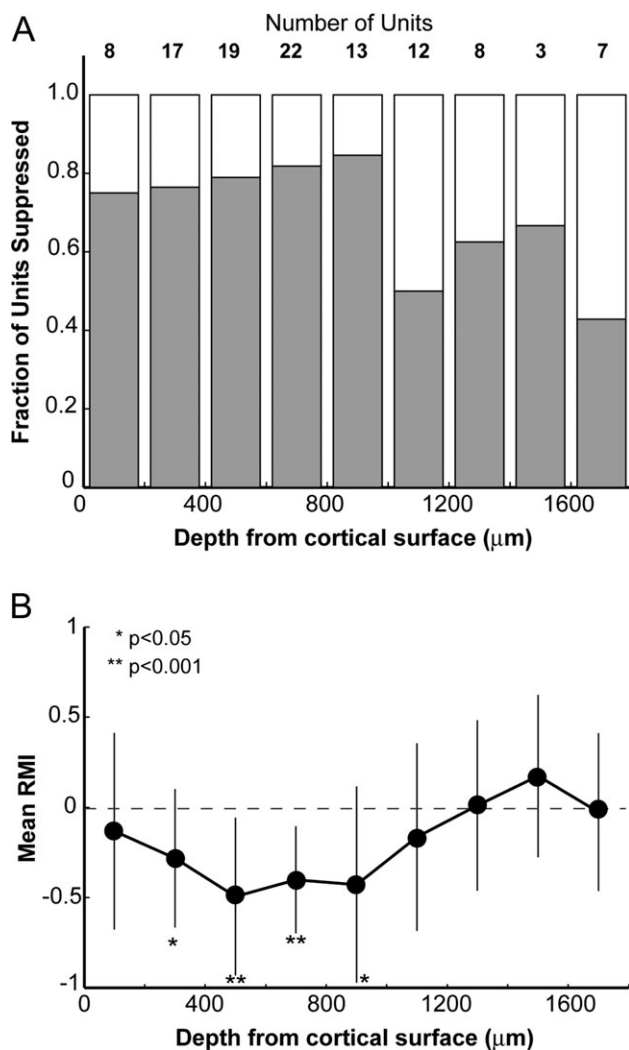 A
Number of Units
8 17 19 22 13 12 8 3 7
Fraction of Units Suppressed
1.0
0.8
0.6
0.4
0.2
0
0 400 800 1200 1600
Depth from cortical surface (μm)
B
* p<0.05
** p<0.001
Mean RMI
1
0.5
0
-0.5
-1
* ** ** *
0 400 800 1200 1600
Depth from cortical surface (μm)